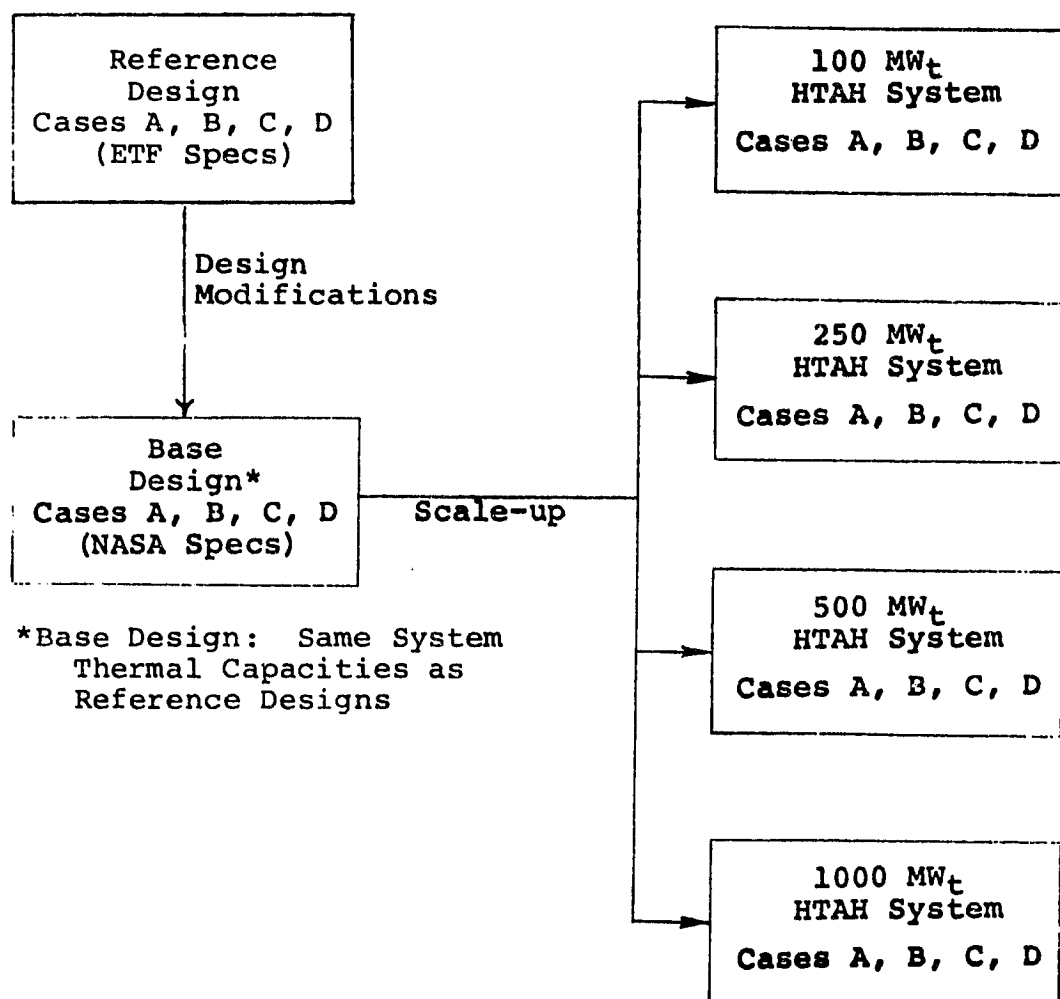 Reference
Design
Cases A, B, C, D
(ETF Specs)
Design
Modifications
Base
Design*
Cases A, B, C, D
(NASA Specs)
Scale-up
*Base Design: Same System
Thermal Capacities as
Reference Designs
100 MWt
HTAH System
Cases A, B, C, D
250 MWt
HTAH System
Cases A, B, C, D
500 MWt
HTAH System
Cases A, B, C, D
1000 MWt
HTAH System
Cases A, B, C, D